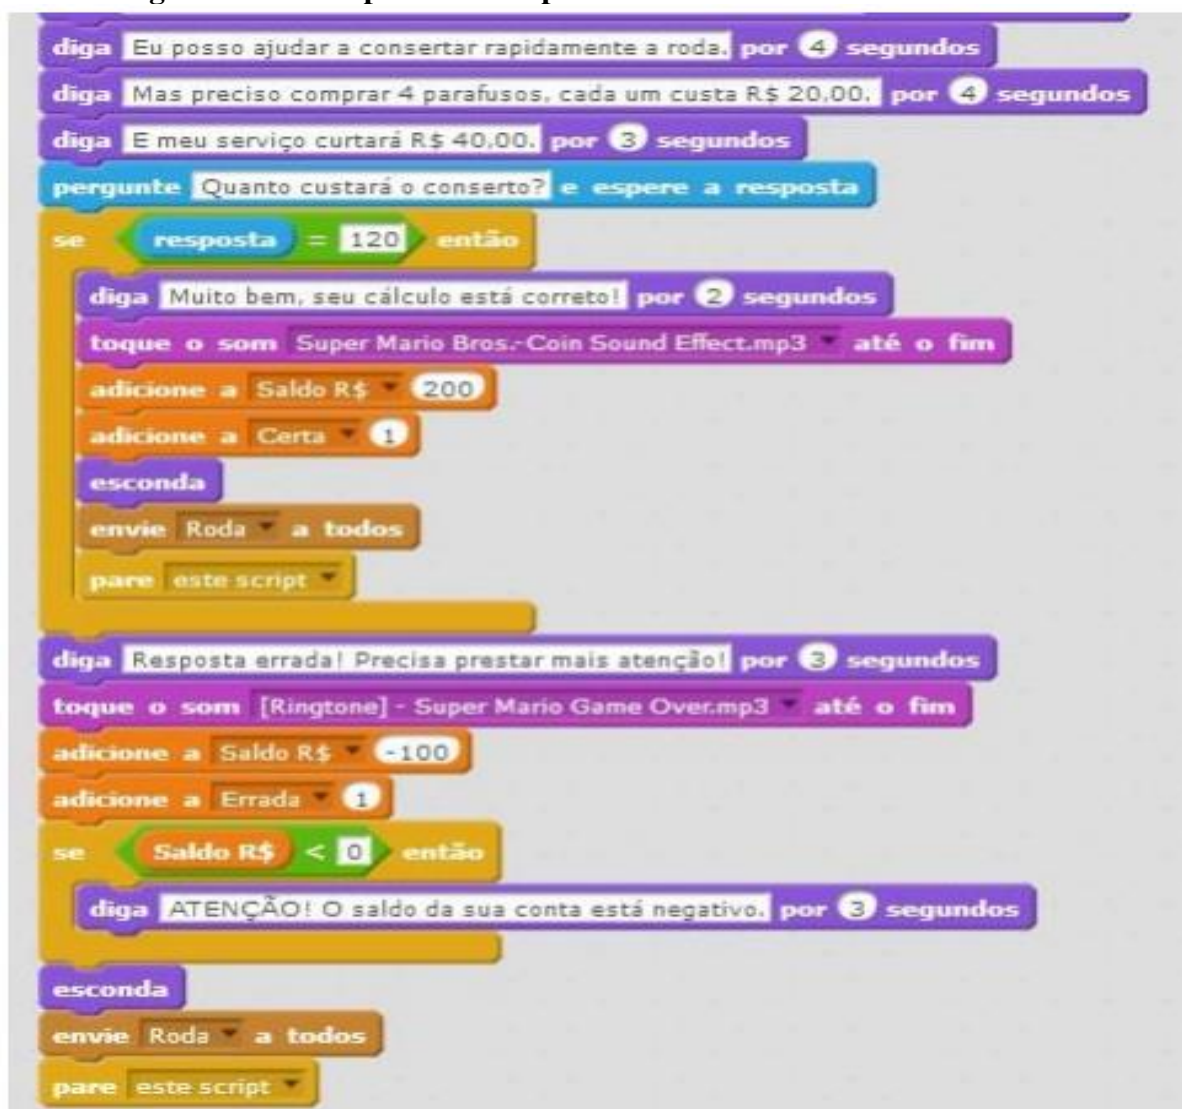 diga Eu posso ajudar a consertar rapidamente a roda. por 4 segundos
diga Mas preciso comprar 4 parafusos, cada um custa R$ 20,00. por 4 segundos
diga E meu serviço curtará R$ 40,00. por 3 segundos
pergunte Quanto custará o conserto? e espere a resposta
se resposta = 120 então
diga Muito bem, seu cálculo está correto! por 2 segundos
toque o som Super Mario Bros.-Coin Sound Effect.mp3 até o fim
adicione a Saldo R$ 200
adicione a Certa 1
esconda
envie Roda a todos
pare este script
diga Resposta errada! Precisa prestar mais atenção! por 3 segundos
toque o som [Ringtone] - Super Mario Game Over.mp3 até o fim
adicione a Saldo R$ -100
adicione a Errada 1
se Saldo R$ < 0 então
diga ATENÇÃO! O saldo da sua conta está negativo. por 3 segundos
esconda
envie Roda a todos
pare este script